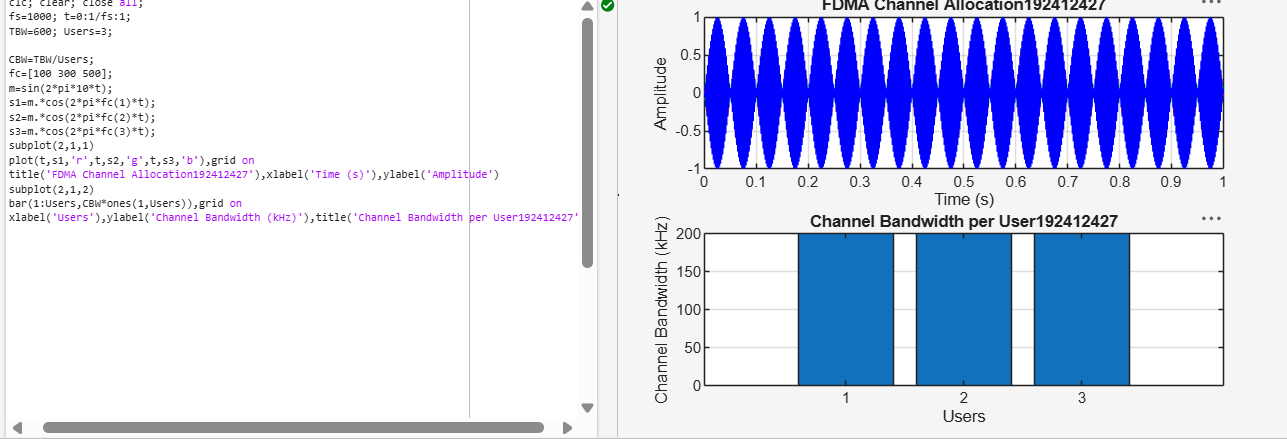 clc; clear; close all;
fs=1000; t=0:1/fs:1;
TBW=600; Users=3;
CBW=TBW/Users;
fc=[100 300 500];
m=sin(2*pi*10*t);
s1=m.*cos(2*pi*fc(1)*t);
s2=m.*cos(2*pi*fc(2)*t);
s3=m.*cos(2*pi*fc(3)*t);
subplot(2,1,1)
plot(t,s1,'r',t,s2,'g',t,s3,'b'),grid on
title('FDMA Channel Allocation192412427'),xlabel('Time (s)'),ylabel('Amplitude')
subplot(2,1,2)
bar(1:Users,CBW*ones(1,Users)),grid on
xlabel('Users'),ylabel('Channel Bandwidth (kHz)'),title('Channel Bandwidth per User192412427'
FDMA Channel Allocation192412427
Amplitude
1
0.5
0
-0.5
-1
0 0.1 0.2 0.3 0.4 0.5 0.6 0.7 0.8 0.9 1
Time (s)
Channel Bandwidth per User192412427
Channel Bandwidth (kHz)
200
150
100
50
0
1 2 3
Users